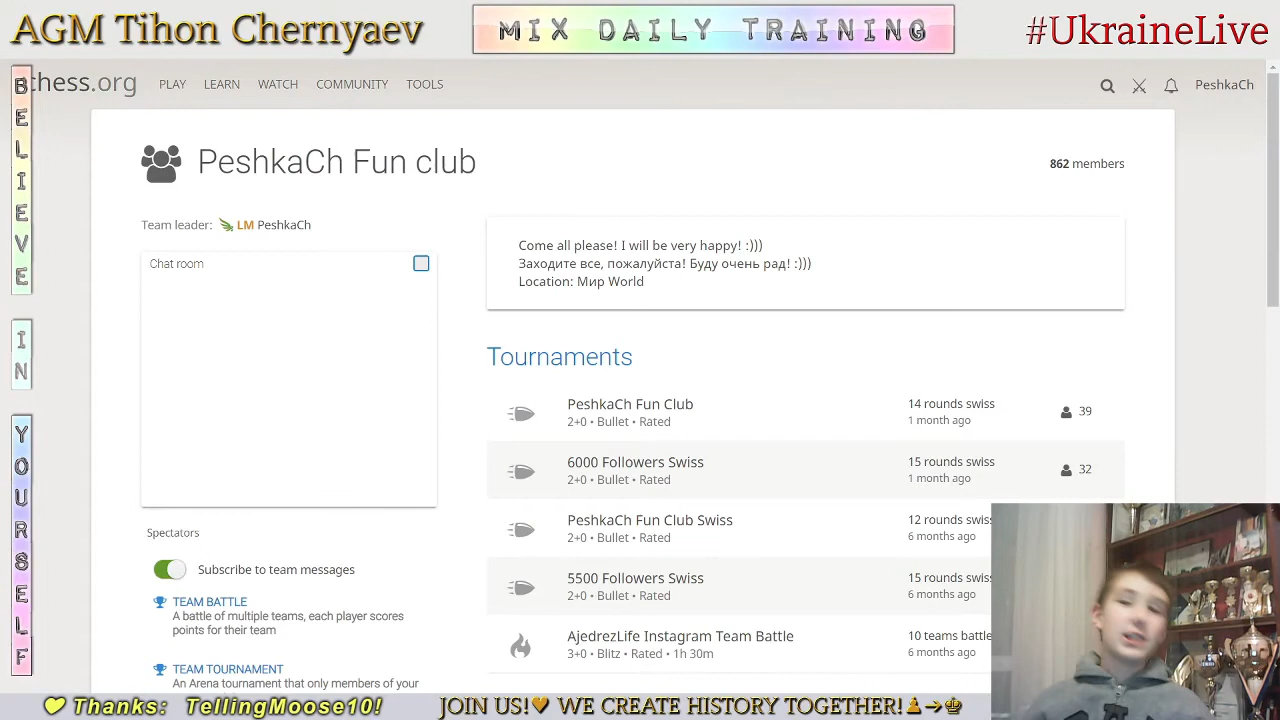 AGM Tihon Chernyaev
MIX DAILY TRAINING
#UkraineLive
BELIEVE
IN
YOURSELF
chess.org
PLAY LEARN WATCH COMMUNITY TOOLS
PeshkaCh
PeshkaCh Fun club
862 members
Team leader: LM PeshkaCh
Chat room
Come all please! I will be very happy! :)))
Заходите все, пожалуйста! Буду очень рад! :)))
Location: Мир World
Tournaments
PeshkaCh Fun Club 14 rounds swiss
2+0 • Bullet • Rated 1 month ago 39
6000 Followers Swiss 15 rounds swiss
2+0 • Bullet • Rated 1 month ago 32
PeshkaCh Fun Club Swiss 12 rounds swiss
2+0 • Bullet • Rated 6 months ago
5500 Followers Swiss 15 rounds swiss
2+0 • Bullet • Rated 6 months ago
AjedrezLife Instagram Team Battle 10 teams battle
3+0 • Blitz • Rated • 1h 30m 6 months ago
Spectators
Subscribe to team messages
TEAM BATTLE
A battle of multiple teams, each player scores
points for their team
TEAM TOURNAMENT
An Arena tournament that only members of your
Thanks: TellingMoose10!
JOIN US!🧡 WE CREATE HISTORY TOGETHER!♟→♚